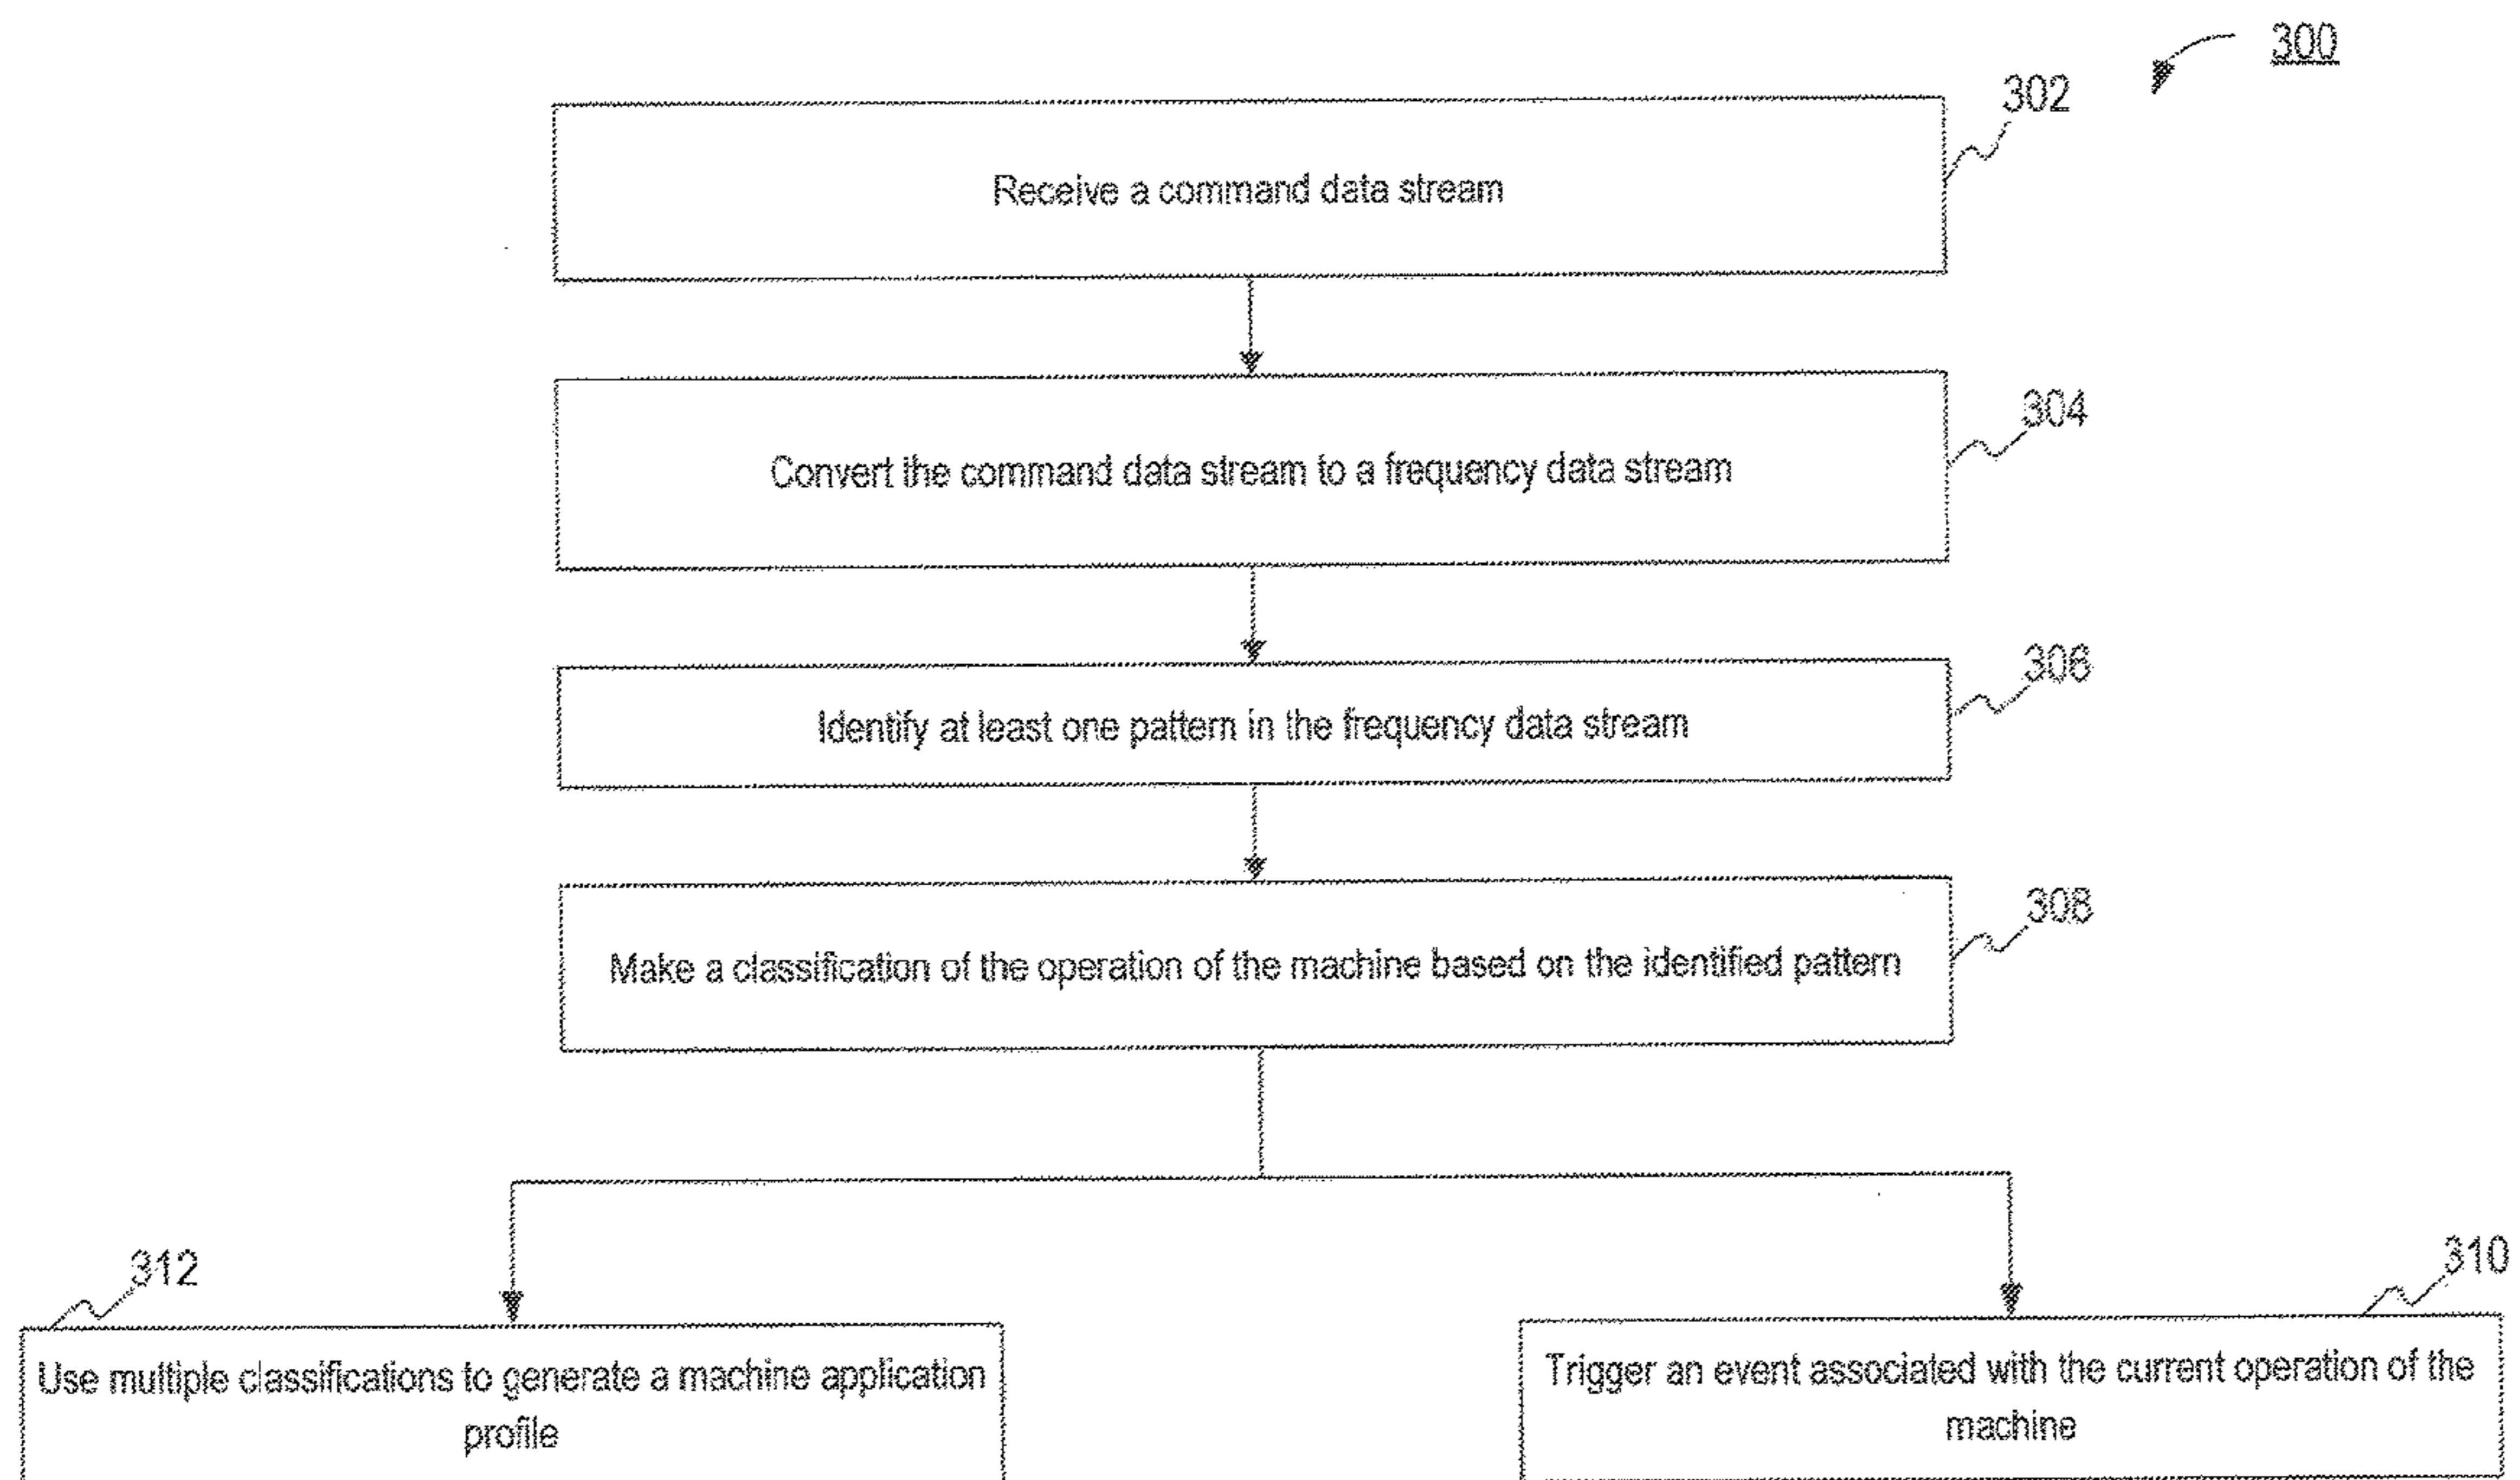 300
302
Receive a command data stream
304
Convert the command data stream to a frequency data stream
306
Identify at least one pattern in the frequency data stream
308
Make a classification of the operation of the machine based on the identified pattern
312
Use multiple classifications to generate a machine application
profile
310
Trigger an event associated with the current operation of the
machine